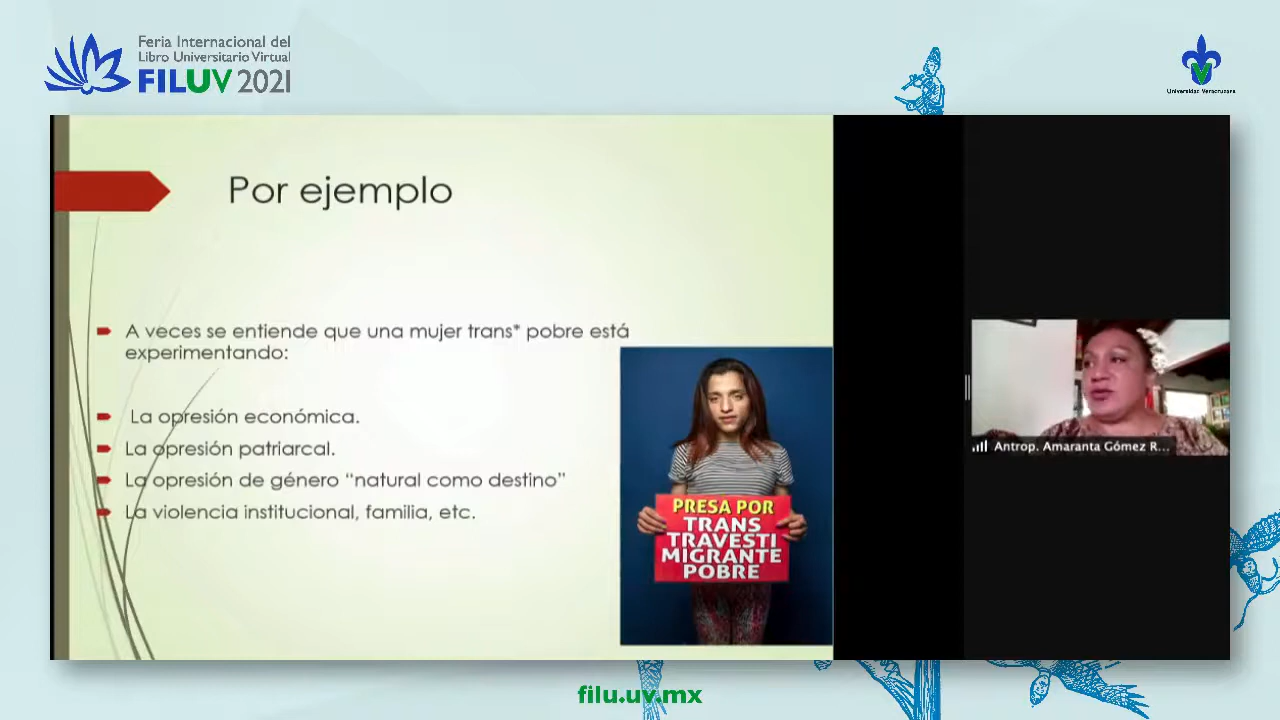 Feria Internacional del
Libro Universitario Virtual
FILUV 2021
Universidad Veracruzana
Por ejemplo
A veces se entiende que una mujer trans* pobre está
experimentando:
La opresión económica.
La opresión patriarcal.
La opresión de género “natural como destino”
La violencia institucional, familia, etc.
PRESA POR
TRANS
TRAVESTI
MIGRANTE
POBRE
Antrop. Amaranta Gómez R...
filu.uv.mx